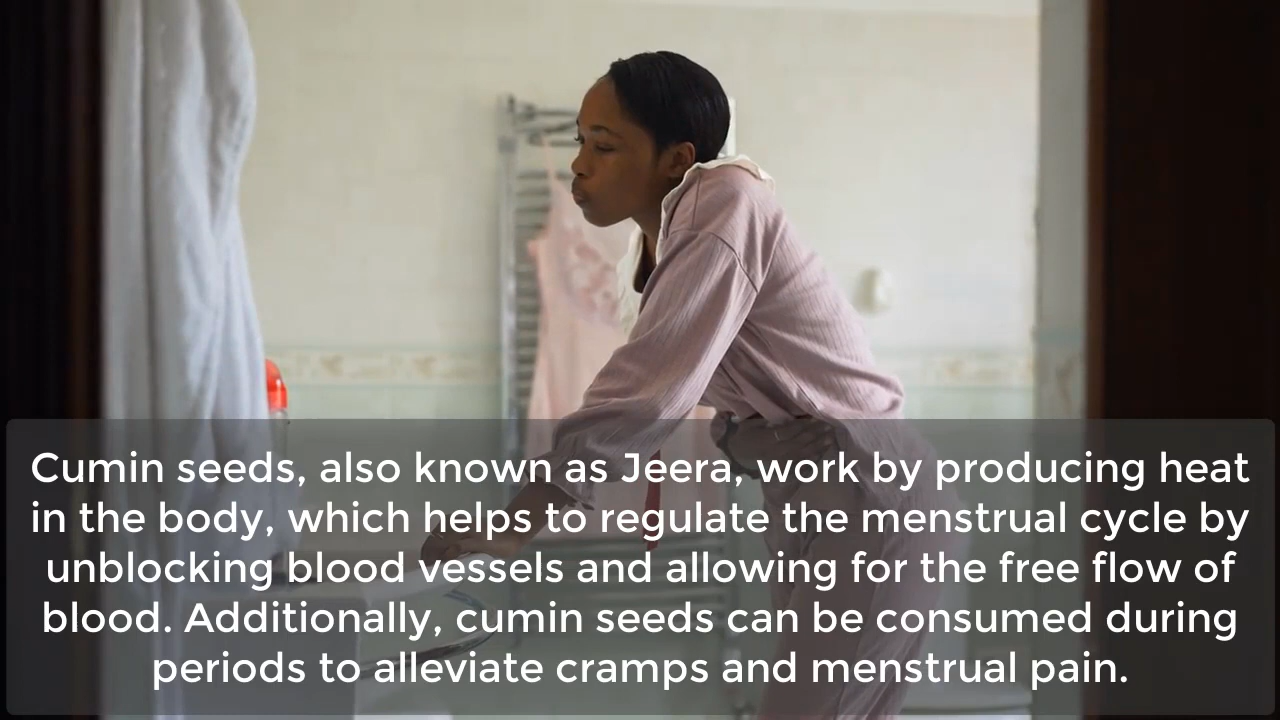 Cumin seeds, also known as Jeera, work by producing heat
in the body, which helps to regulate the menstrual cycle by
unblocking blood vessels and allowing for the free flow of
blood. Additionally, cumin seeds can be consumed during
periods to alleviate cramps and menstrual pain.